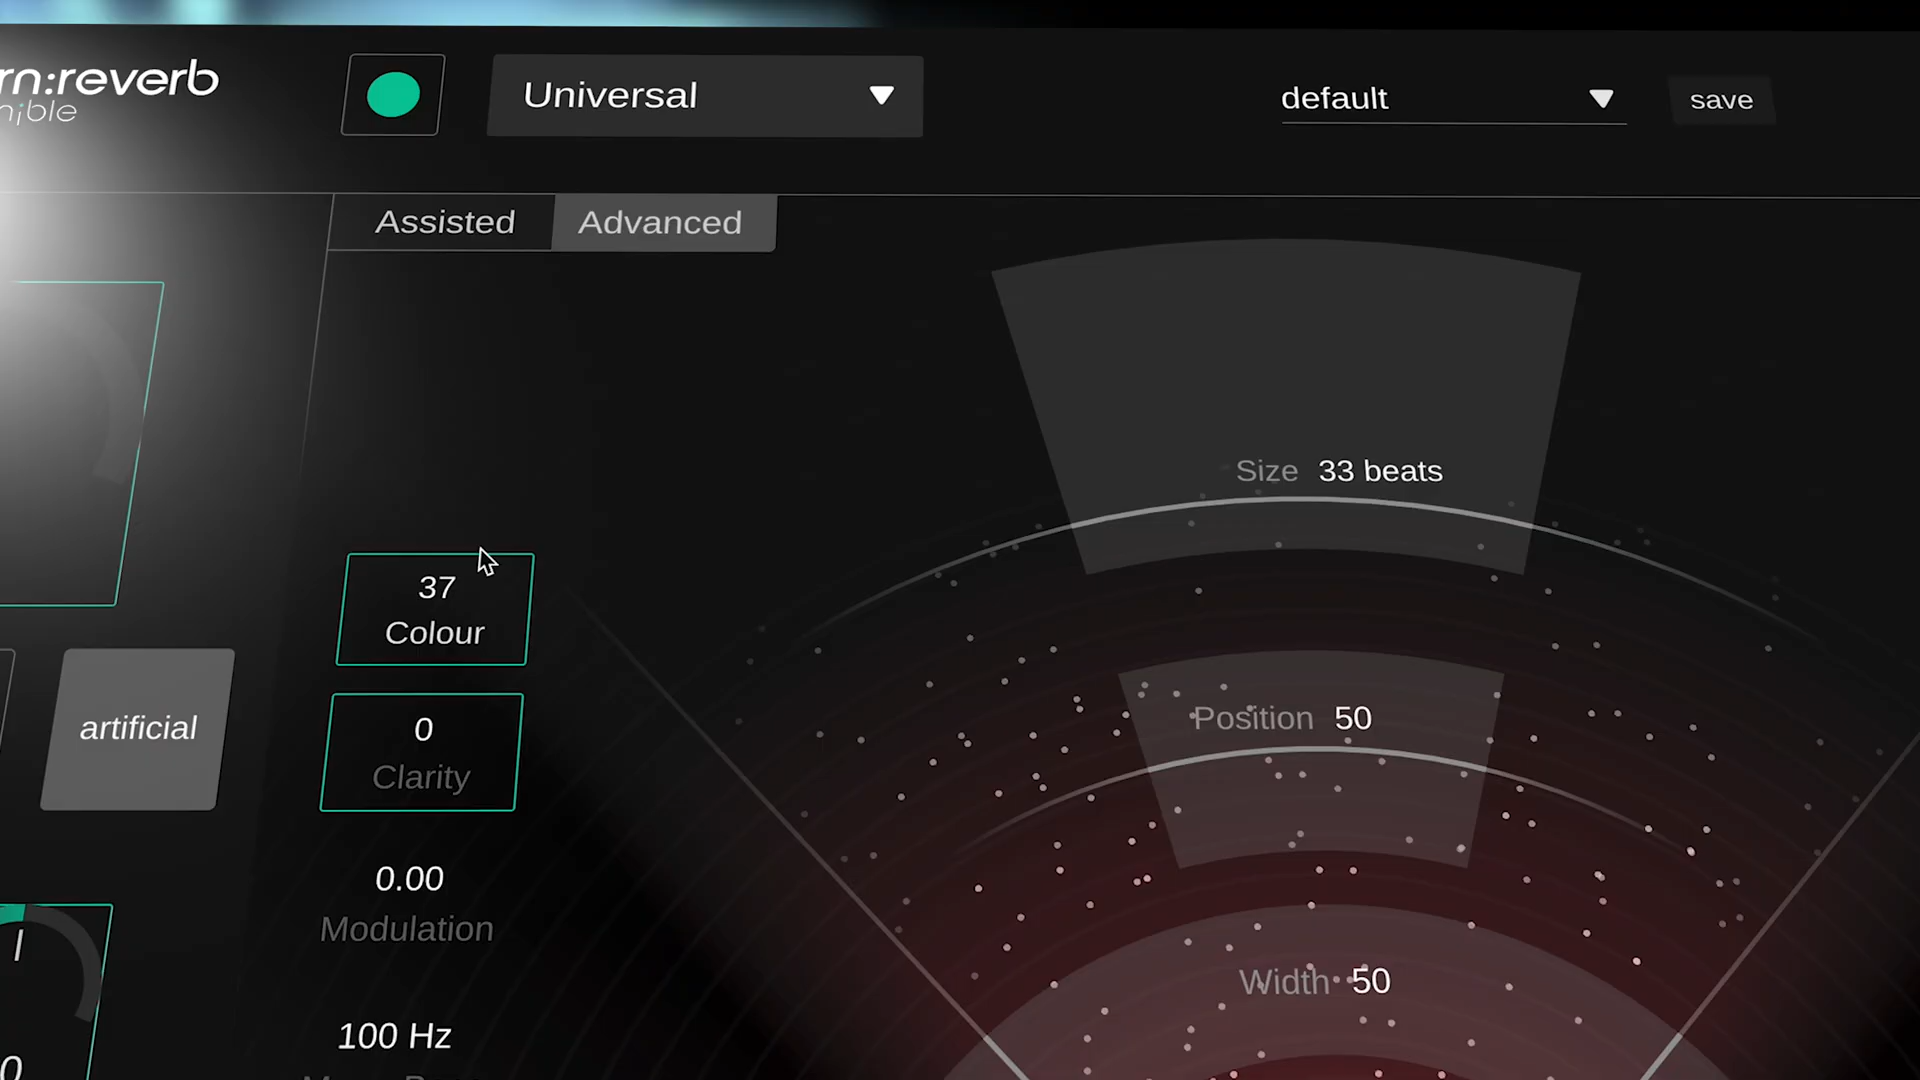 rn:reverb
Universal
default
save
Assisted
Advanced
Size 33 beats
37
Colour
artificial
0
Clarity
Position 50
0.00
Modulation
Width 50
100 Hz
0